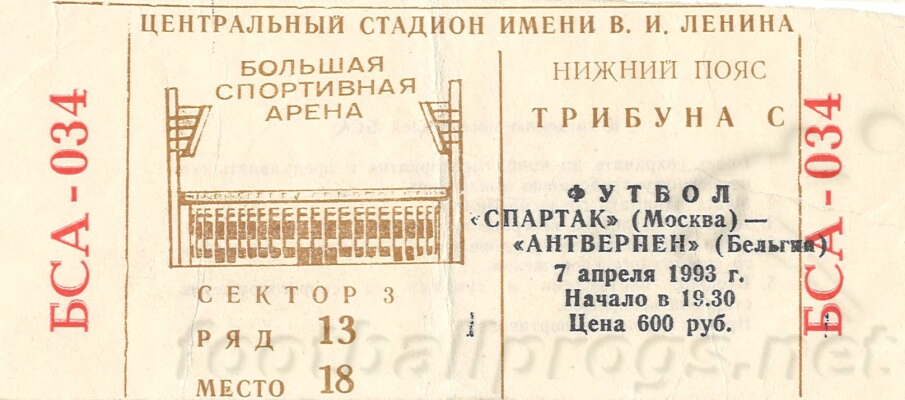 ЦЕНТРАЛЬНЫЙ СТАДИОН ИМЕНИ В. И. ЛЕНИНА
БСА - 034
БОЛЬШАЯ
СПОРТИВНАЯ
АРЕНА
СЕКТОР 3
РЯД 13
МЕСТО 18
НИЖНИЙ ПОЯС
ТРИБУНА С
ФУТБОЛ
«СПАРТАК» (Москва) —
«АНТВЕРПЕН» (Бельгия)
7 апреля 1993 г.
Начало в 19.30
Цена 600 руб.
БСА - 034
footballprogs.net